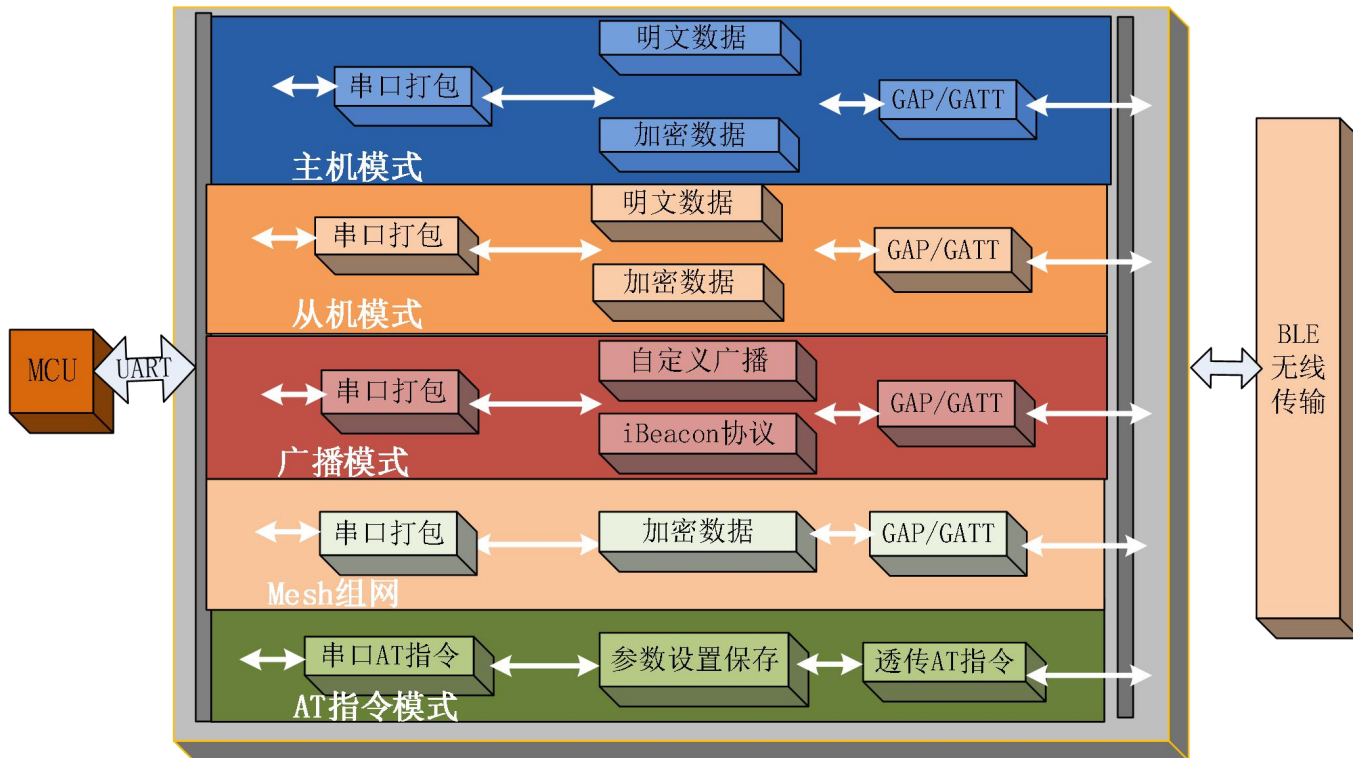 明文数据
串口打包
GAP/GATT
加密数据
主机模式
明文数据
串口打包
GAP/GATT
加密数据
从机模式
MCU
UART
自定义广播
串口打包
GAP/GATT
iBeacon协议
广播模式
BLE
无线
传输
串口打包
加密数据
GAP/GATT
Mesh组网
串口AT指令
参数设置保存
透传AT指令
AT指令模式